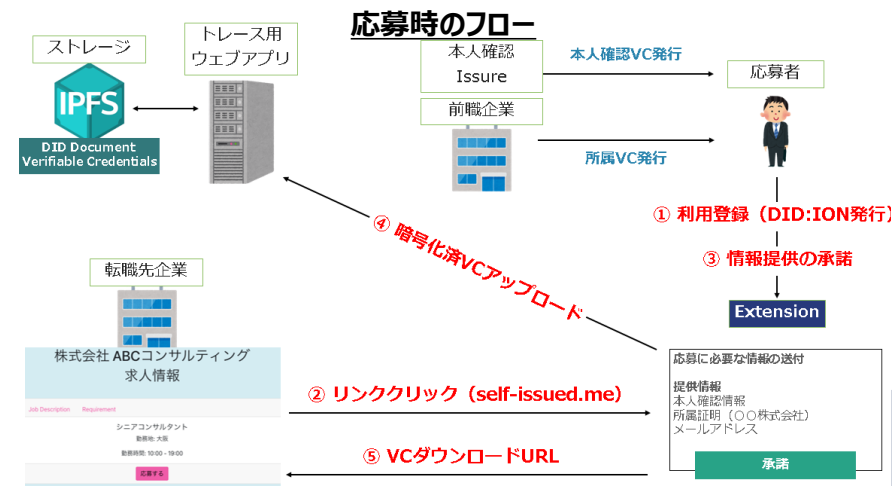 応募時のフロー
ストレージ
IPFS
DID Document
Verifiable Credentials
トレース用
ウェブアプリ
本人確認
Issure
前職企業
本人確認VC発行
所属VC発行
応募者
① 利用登録（DID:ION発行）
③ 情報提供の承諾
Extension
④ 暗号化済VCアップロード
転職先企業
株式会社 ABCコンサルティング
求人情報
Job Description Requirement
シニアコンサルタント
勤務地: 大阪
勤務時間: 10:00 - 19:00
応募する
② リンククリック（self-issued.me）
⑤ VCダウンロードURL
応募に必要な情報の送付
提供情報
本人確認情報
所属証明（○○株式会社）
メールアドレス
承諾